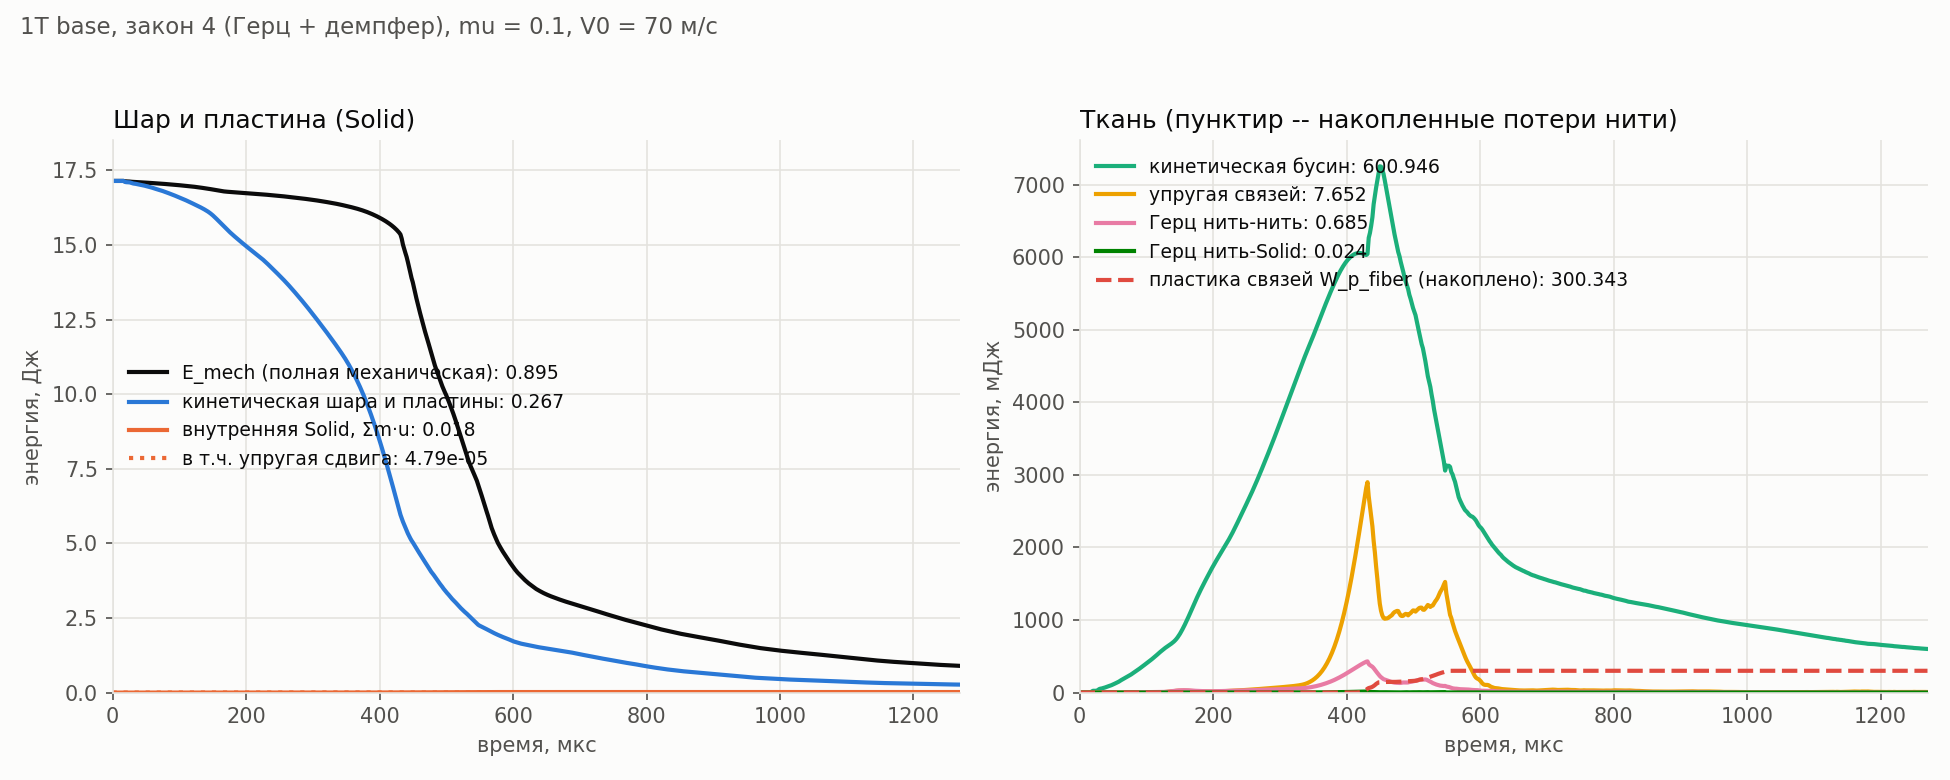 1T base, закон 4 (Герц + демпфер), mu = 0.1, V0 = 70 м/с
Шар и пластина (Solid)
17.5
15.0
12.5
10.0
7.5
5.0
2.5
0.0
энергия, Дж
E_mech (полная механическая): 0.895
кинетическая шара и пластины: 0.267
внутренняя Solid, Σm·u: 0.018
в т.ч. упругая сдвига: 4.79e-05
0 200 400 600 800 1000 1200
время, мкс
Ткань (пунктир -- накопленные потери нити)
7000
6000
5000
4000
3000
2000
1000
0
энергия, мДж
кинетическая бусин: 600.946
упругая связей: 7.652
Герц нить-нить: 0.685
Герц нить-Solid: 0.024
пластика связей W_p_fiber (накоплено): 300.343
0 200 400 600 800 1000 1200
время, мкс